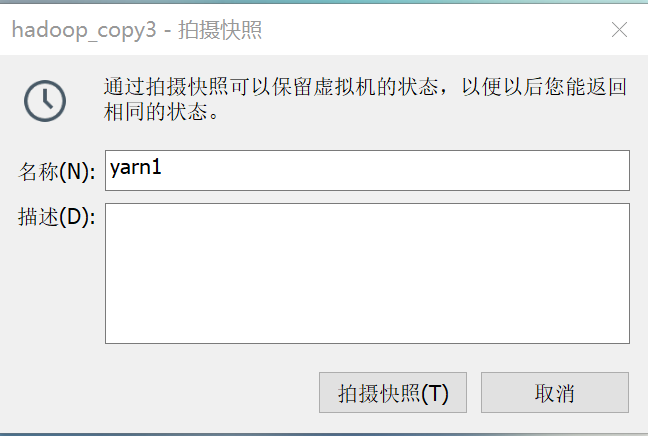 hadoop_copy3 - 拍摄快照
通过拍摄快照可以保留虚拟机的状态，以便以后您能返回
相同的状态。
名称(N): yarn1
描述(D):
拍摄快照(T) 取消